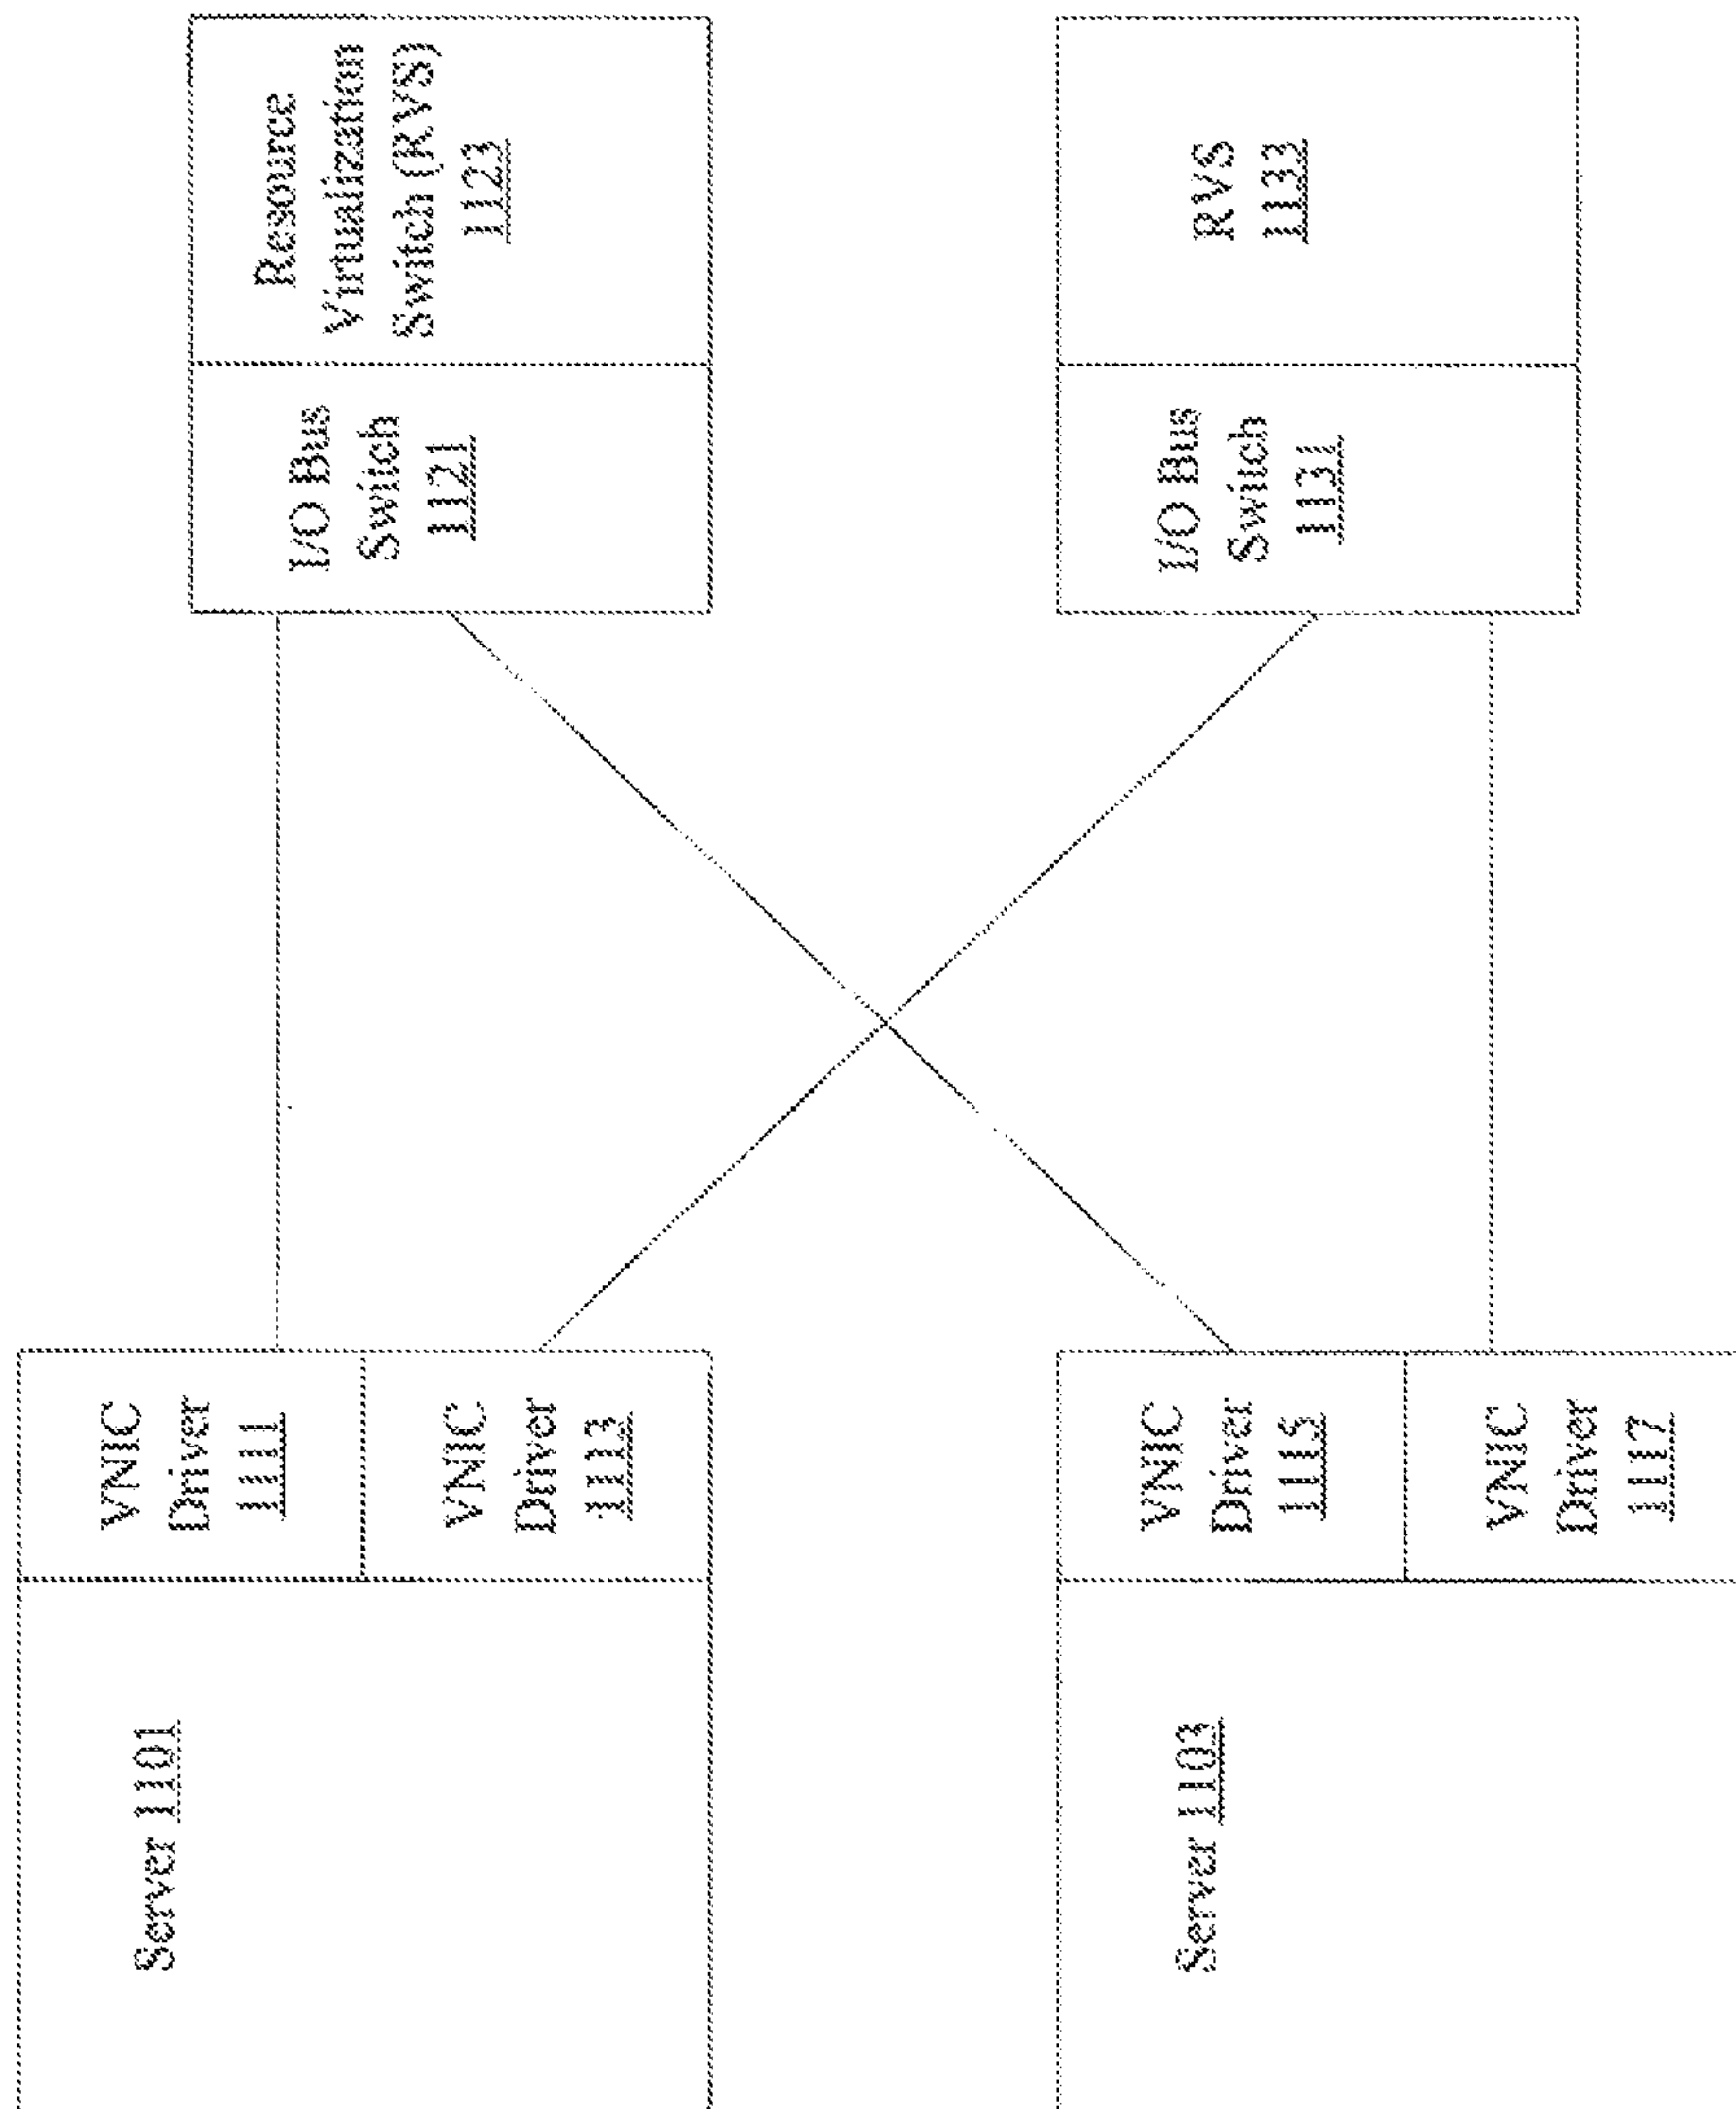 Server 1101
VNIC
Driver
1111
VNIC
Driver
1113
I/O Bus
Switch
1121
Resource
Virtualization
Switch (RVS)
1123
Server 1103
VNIC
Driver
1115
VNIC
Driver
1117
I/O Bus
Switch
1131
RVS
1133